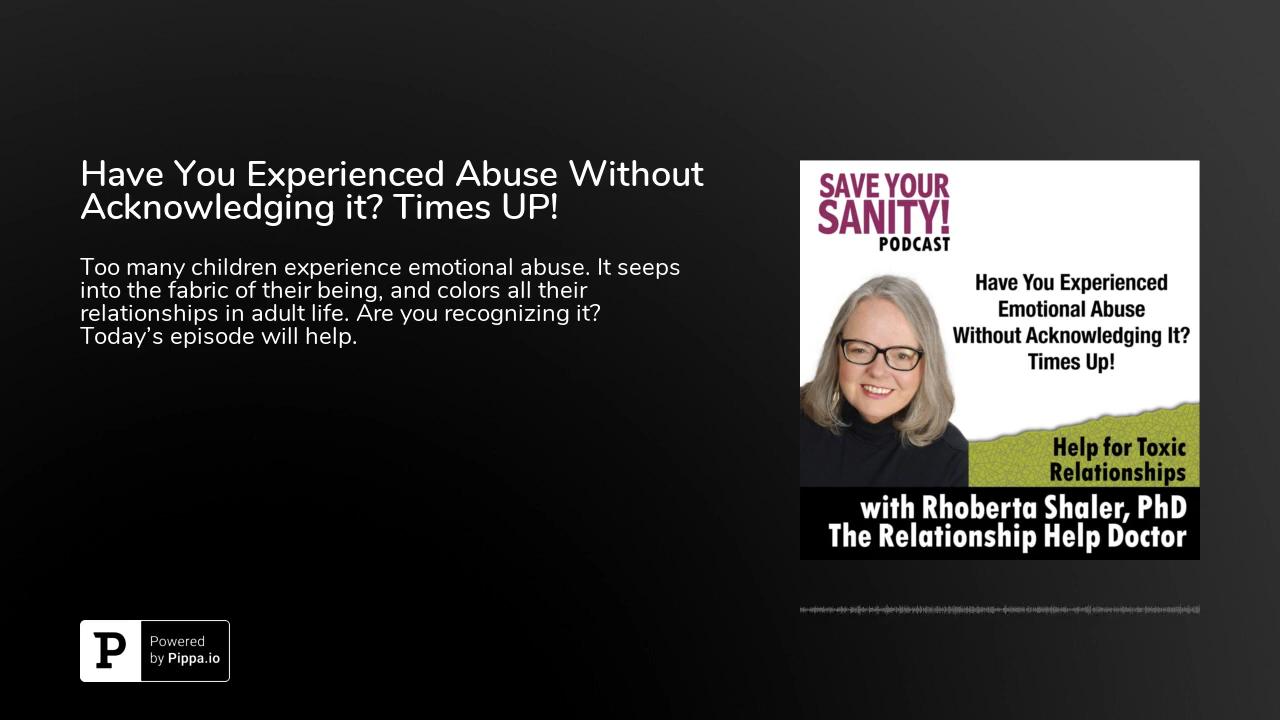 Have You Experienced Abuse Without
Acknowledging it? Times UP!
Too many children experience emotional abuse. It seeps
into the fabric of their being, and colors all their
relationships in adult life. Are you recognizing it?
Today’s episode will help.
SAVE YOUR
SANITY!
PODCAST
Have You Experienced
Emotional Abuse
Without Acknowledging It?
Times Up!
Help for Toxic
Relationships
with Rhoberta Shaler, PhD
The Relationship Help Doctor
P
Powered
by Pippa.io